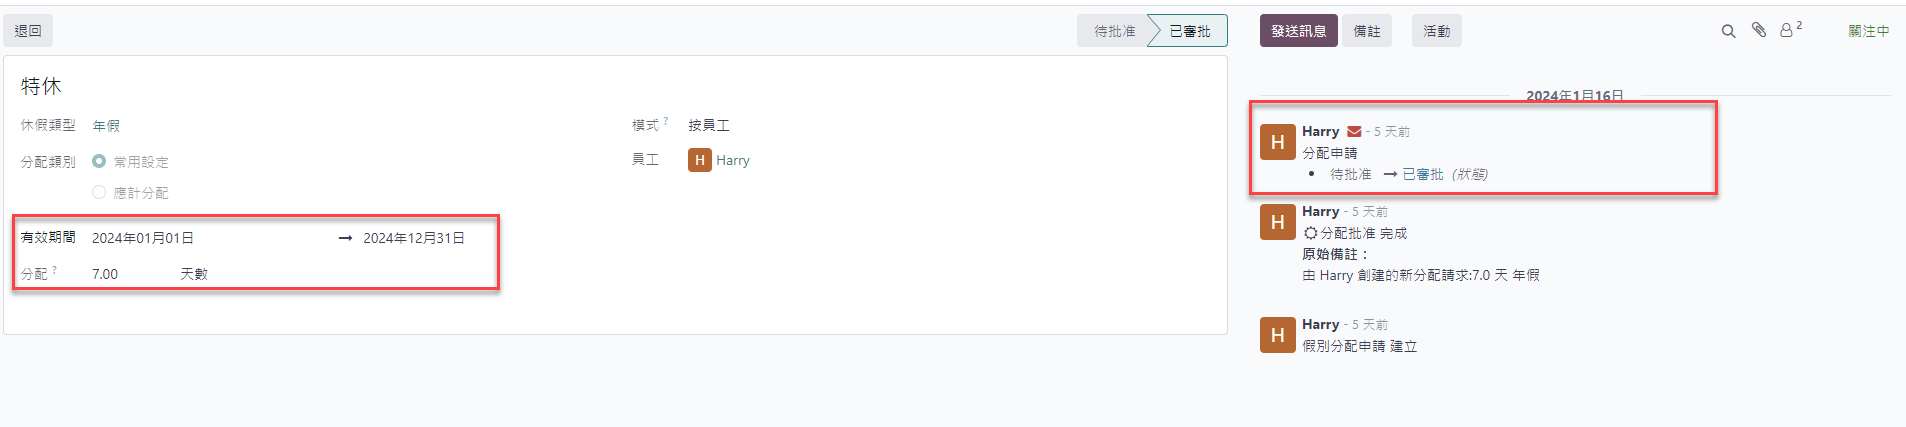 退回
待批准
已審批
特休
休假類型 年假
分配類別 常用設定
應計分配
有效期間 2024年01月01日 → 2024年12月31日
分配 ? 7.00 天數
模式 ? 按員工
員工 H Harry
發送訊息 備註 活動 2 關注中
2024年1月16日
H Harry - 5 天前
分配申請
• 待批准 → 已審批 (狀態)
H Harry - 5 天前
分配批准 完成
原始備註：
由 Harry 創建的新分配請求:7.0 天 年假
H Harry - 5 天前
假別分配申請 建立